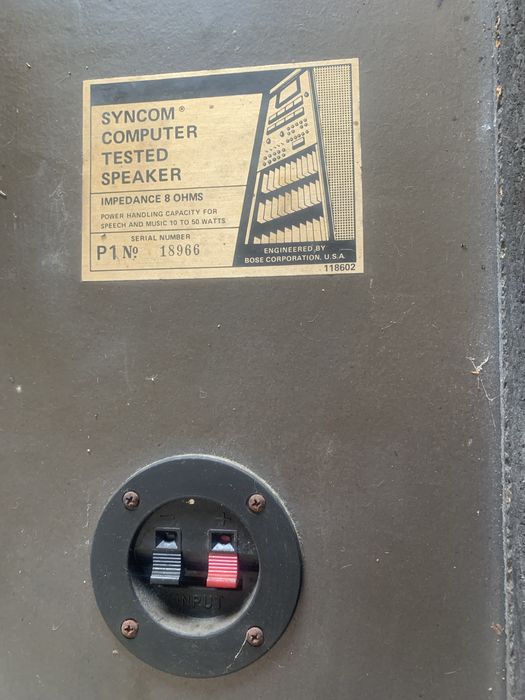 SYNCOM®
COMPUTER
TESTED
SPEAKER
IMPEDANCE 8 OHMS
POWER HANDLING CAPACITY FOR
SPEECH AND MUSIC 10 TO 50 WATTS
SERIAL NUMBER
P1 Nº 18966
ENGINEERED BY
BOSE CORPORATION, U.S.A.
118602
- +
INPUT